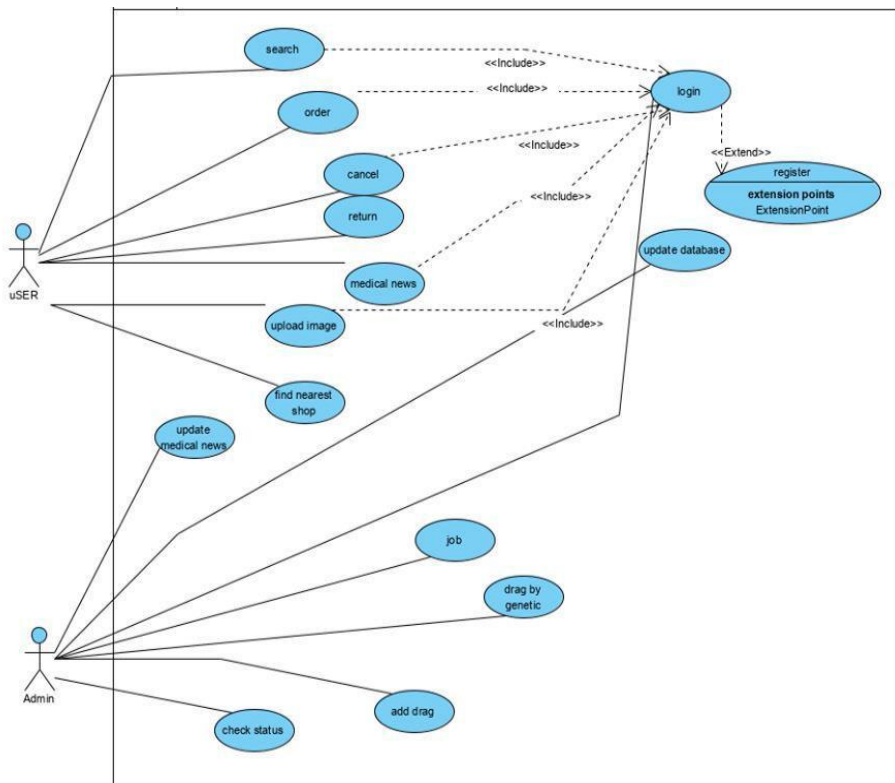 search
<<Include>>
login
<<Include>>
order
<<Include>>
<<Extend>>
cancel
register
extension points
ExtensionPoint
<<Include>>
return
update database
uSER
medical news
upload image
<<Include>>
find nearest
shop
update
medical news
job
drag by
genetic
Admin
add drag
check status